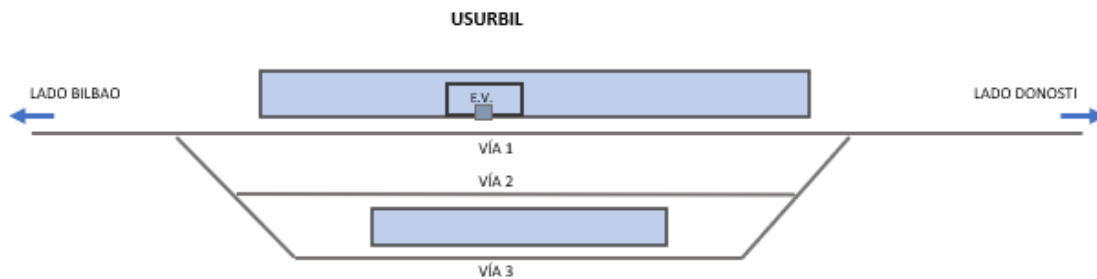 USURBIL
LADO BILBAO
E.V.
LADO DONOSTI
VÍA 1
VÍA 2
VÍA 3